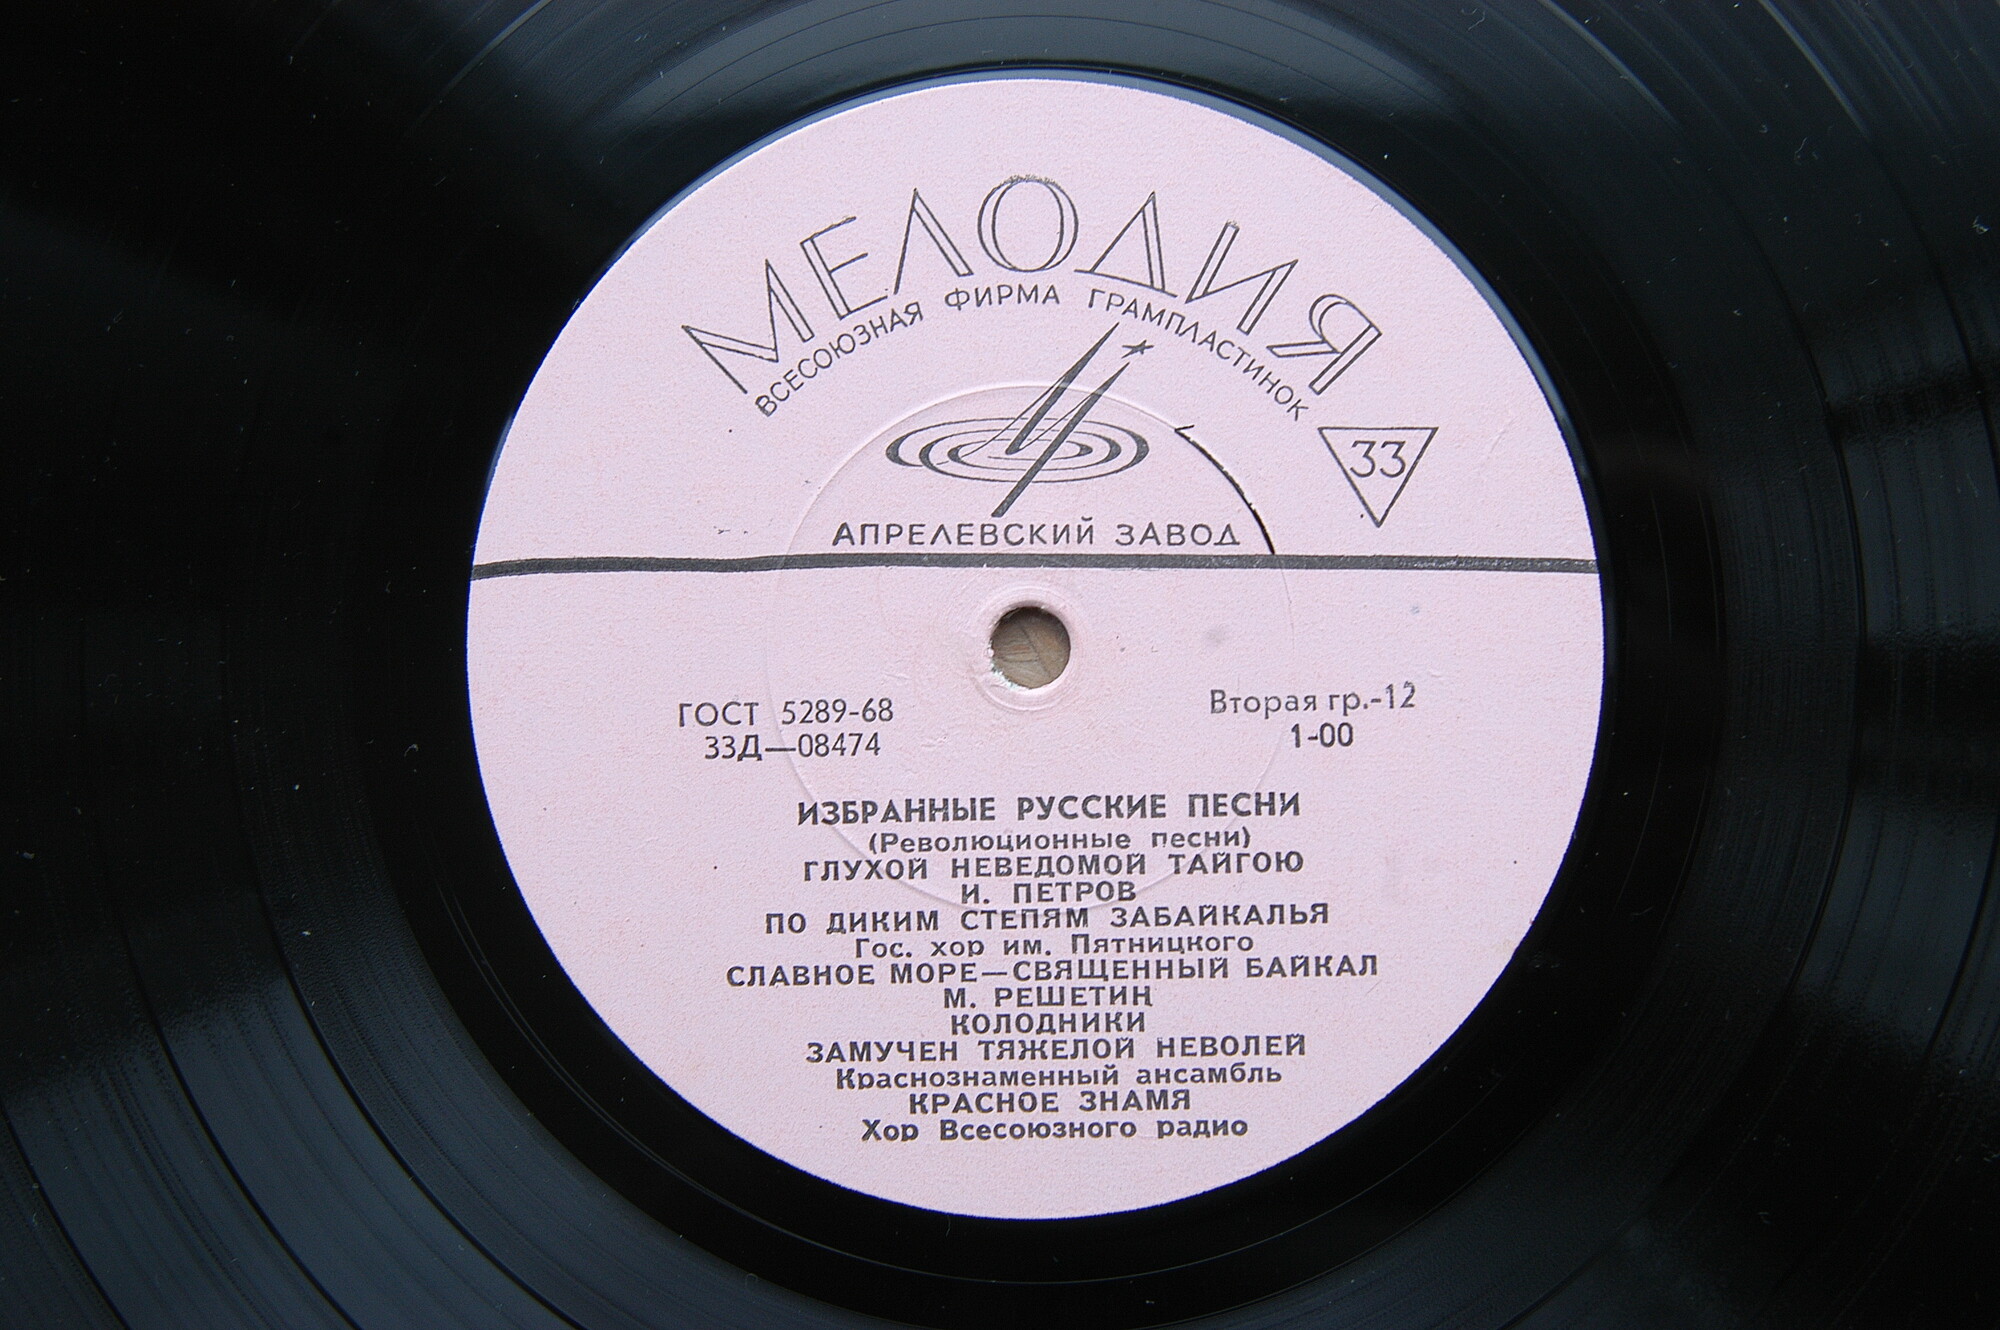 МЕЛОДИЯ
ВСЕСОЮЗНАЯ ФИРМА ГРАМПЛАСТИНОК
33
АПРЕЛЕВСКИЙ ЗАВОД
ГОСТ 5289-68
33Д—08474
Вторая гр.-12
1-00
ИЗБРАННЫЕ РУССКИЕ ПЕСНИ
(Революционные песни)
ГЛУХОЙ НЕВЕДОМОЙ ТАЙГОЮ
И. ПЕТРОВ
ПО ДИКИМ СТЕПЯМ ЗАБАЙКАЛЬЯ
Гос. хор им. Пятницкого
СЛАВНОЕ МОРЕ—СВЯЩЕННЫЙ БАЙКАЛ
М. РЕШЕТИН
КОЛОДНИКИ
ЗАМУЧЕН ТЯЖЕЛОЙ НЕВОЛЕЙ
Краснознаменный ансамбль
КРАСНОЕ ЗНАМЯ
Хор Всесоюзного радио